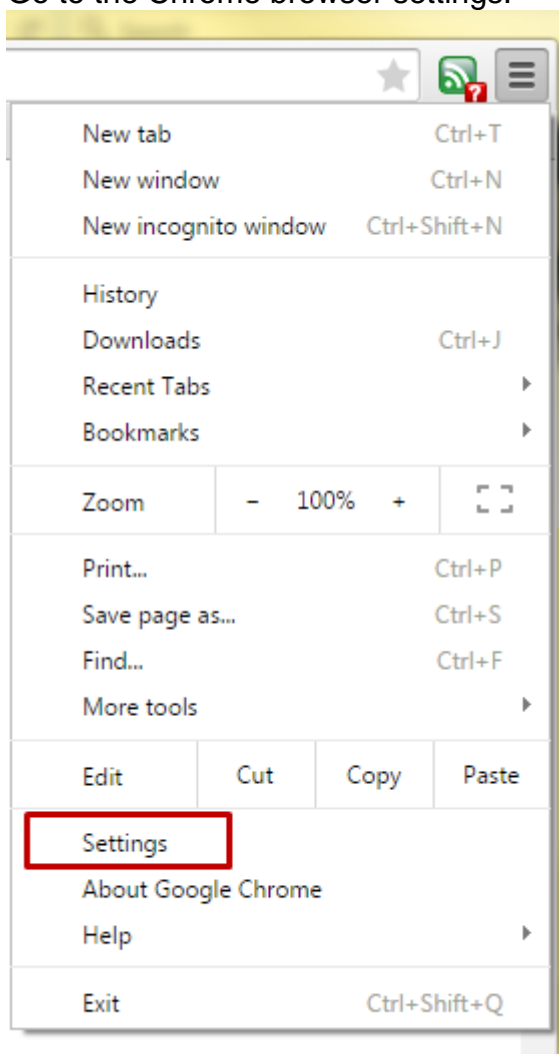 Go to the Chrome browser settings.
?
New tab Ctrl+T
New window Ctrl+N
New incognito window Ctrl+Shift+N
History
Downloads Ctrl+J
Recent Tabs
Bookmarks
Zoom - 100% +
Print... Ctrl+P
Save page as... Ctrl+S
Find... Ctrl+F
More tools
Edit Cut Copy Paste
Settings
About Google Chrome
Help
Exit Ctrl+Shift+Q